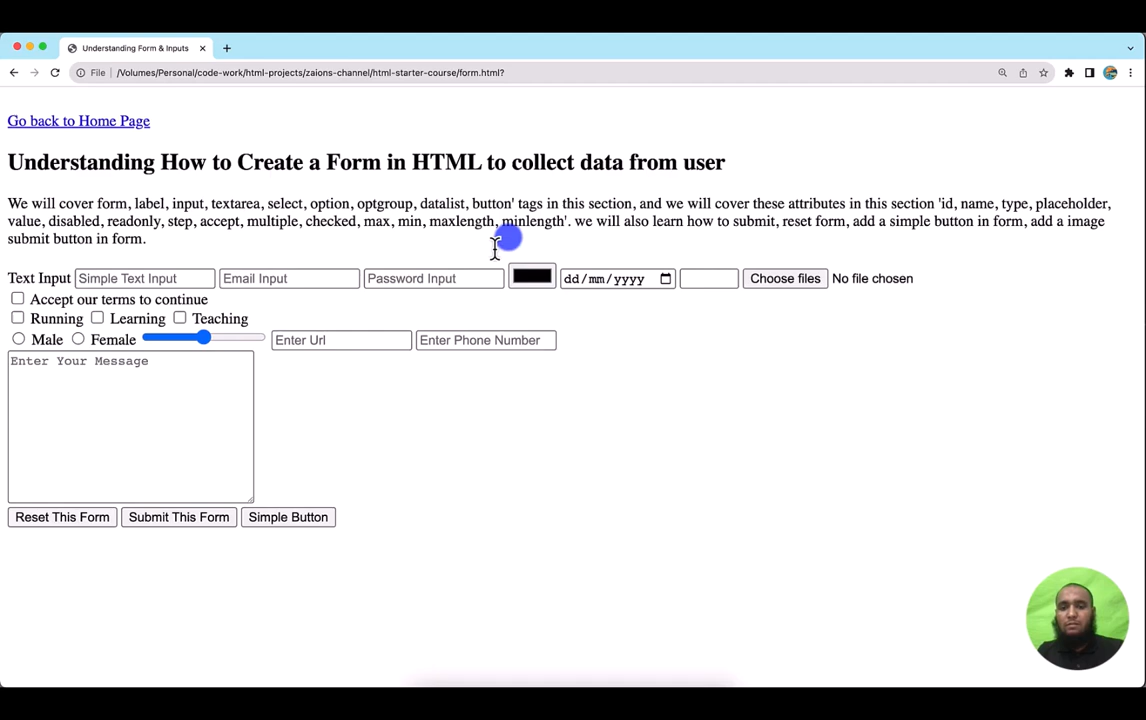 Understanding Form & Inputs
File /Volumes/Personal/code-work/html-projects/zaions-channel/html-starter-course/form.html?
Go back to Home Page
Understanding How to Create a Form in HTML to collect data from user
We will cover form, label, input, textarea, select, option, optgroup, datalist, button' tags in this section, and we will cover these attributes in this section 'id, name, type, placeholder,
value, disabled, readonly, step, accept, multiple, checked, max, min, maxlength, minlength'. we will also learn how to submit, reset form, add a simple button in form, add a image
submit button in form.
Text Input Simple Text Input Email Input Password Input dd/mm/yyyy Choose files No file chosen
Accept our terms to continue
Running Learning Teaching
Male Female Enter Url Enter Phone Number
Enter Your Message
Reset This Form Submit This Form Simple Button